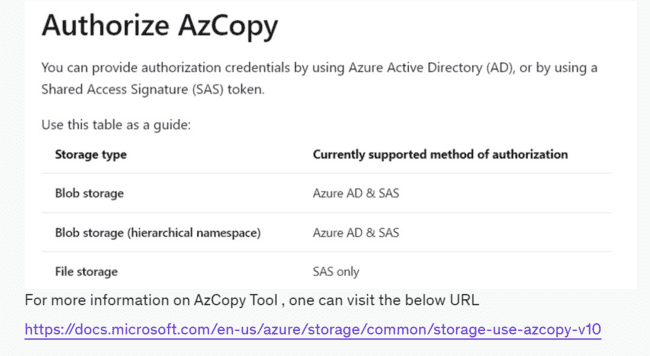 Authorize AzCopy
You can provide authorization credentials by using Azure Active Directory (AD), or by using a
Shared Access Signature (SAS) token.
Use this table as a guide:
Storage type Currently supported method of authorization
Blob storage Azure AD & SAS
Blob storage (hierarchical namespace) Azure AD & SAS
File storage SAS only
For more information on AzCopy Tool , one can visit the below URL
https://docs.microsoft.com/en-us/azure/storage/common/storage-use-azcopy-v10